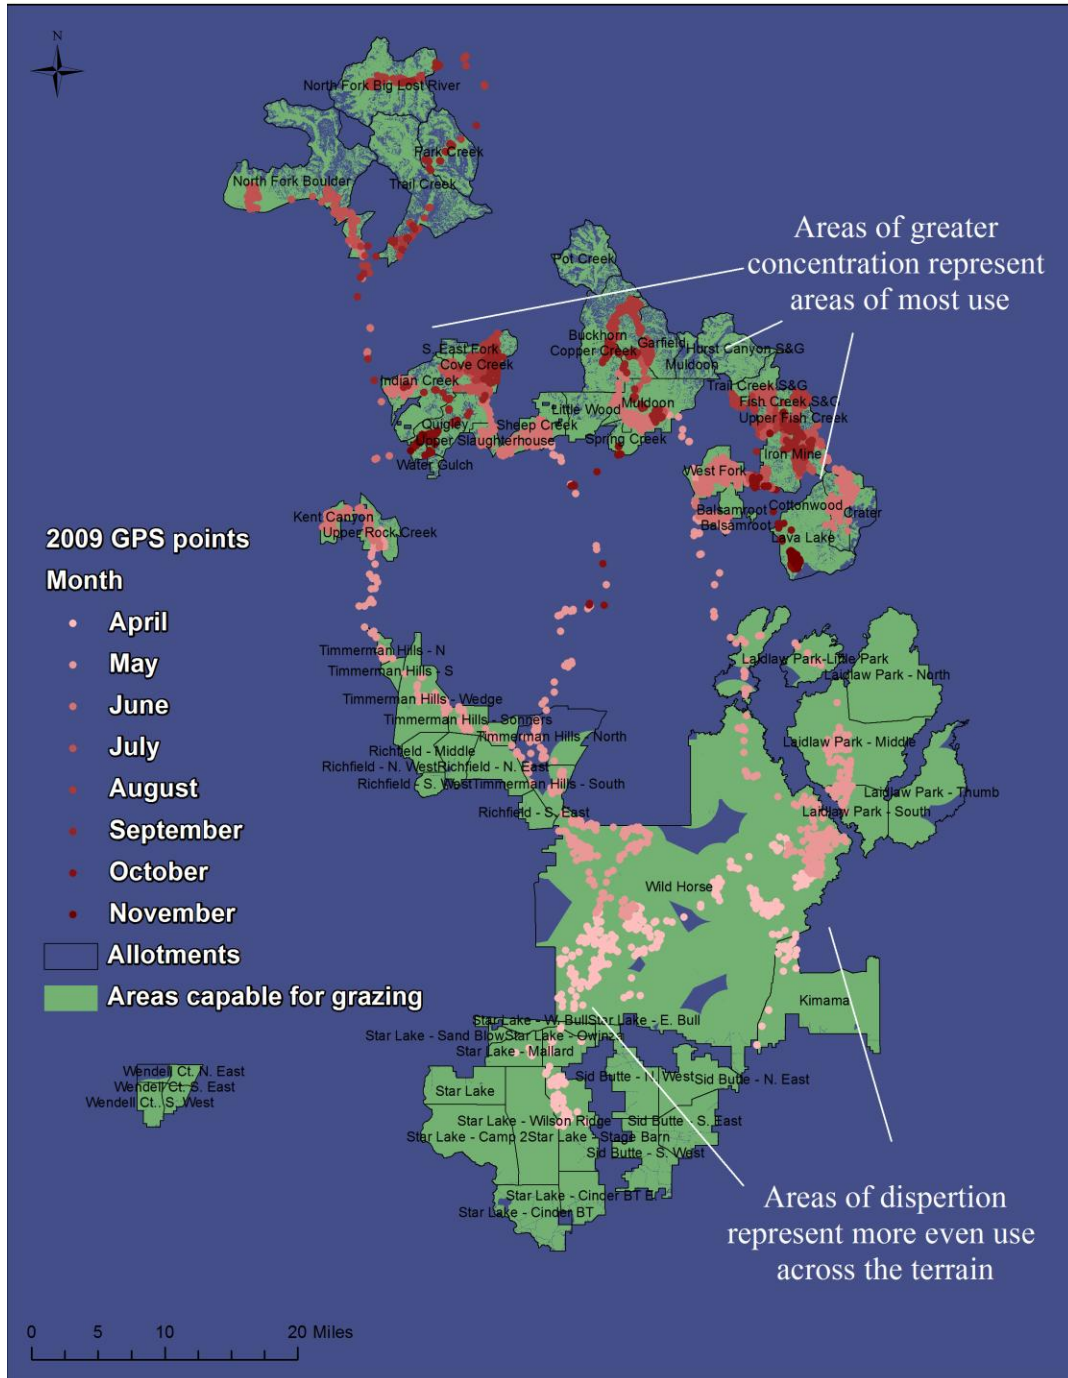 N
North Fork Big Lost River
Park Creek
North Fork Boulder
Trail Creek
Areas of greater
concentration represent
areas of most use
Pot Creek
Buckhorn
Copper Creek
Garfield
Hurst Canyon S&G
Muldoon
S. East Fork
Cove Creek
Indian Creek
Trail Creek S&G
Fish Creek S&G
Upper Fish Creek
Little Wood
Muldoon
Quigley
Sheep Creek
Upper Slaughterhouse
Spring Creek
Water Gulch
Iron Mine
West Fork
Balsamroot
Cottonwood
Crater
Balsamroot
Lava Lake
Kent Canyon
Upper Rock Creek
2009 GPS points
Month
April
May
June
July
August
September
October
November
Allotments
Areas capable for grazing
Timmerman Hills - N
Timmerman Hills - S
Timmerman Hills - Wedge
Timmerman Hills - Sonners
Timmerman Hills - North
Richfield - Middle
Richfield - N. West
Richfield - N. East
Richfield - S. West
Timmerman Hills - South
Richfield - S. East
Laidlaw Park-Little Park
Laidlaw Park - North
Laidlaw Park - Middle
Laidlaw Park - Thumb
Laidlaw Park - South
Wild Horse
Kimama
Star Lake - W. Bull
Star Lake - E. Bull
Star Lake - Sand Blow
Star Lake - Owinza
Star Lake - Mallard
Sid Butte - N. West
Sid Butte - N. East
Star Lake
Star Lake - Wilson Ridge
Sid Butte - S. East
Star Lake - Camp 2
Star Lake - Stage Barn
Sid Butte - S. West
Star Lake - Cinder BT E.
Star Lake - Cinder BT
Wendell Ct. N. East
Wendell Ct. S. East
Wendell Ct.. S. West
Areas of dispertion
represent more even use
across the terrain
0 5 10 20 Miles